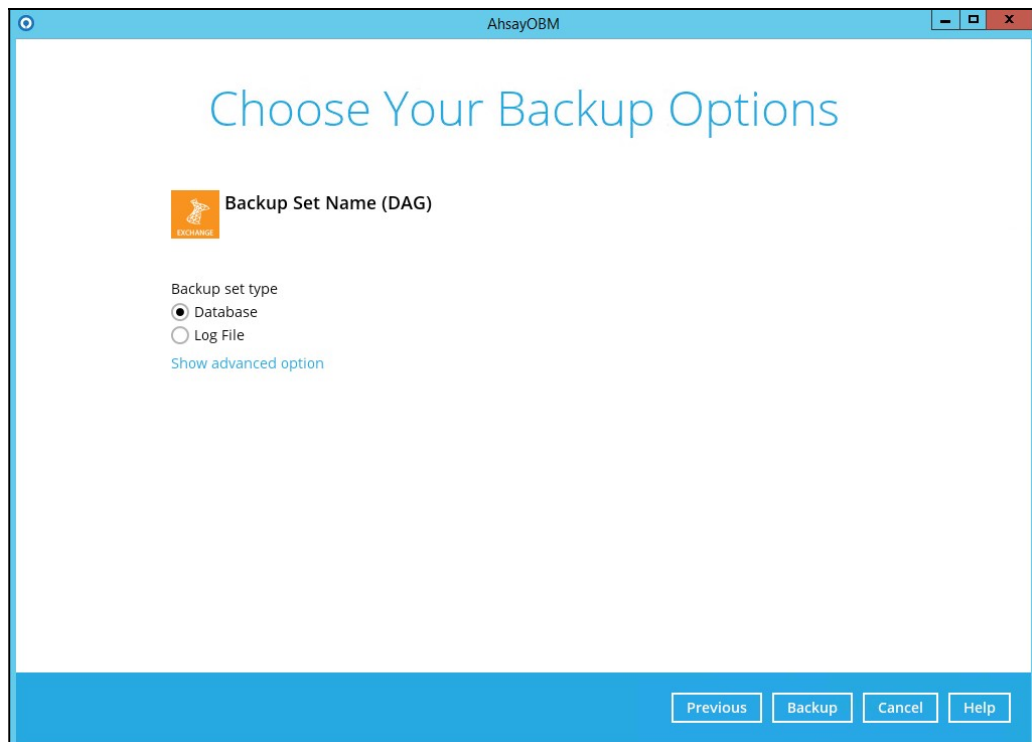 AhsayOBM
Choose Your Backup Options
Backup Set Name (DAG)
EXCHANGE
Backup set type
Database
Log File
Show advanced option
Previous Backup Cancel Help